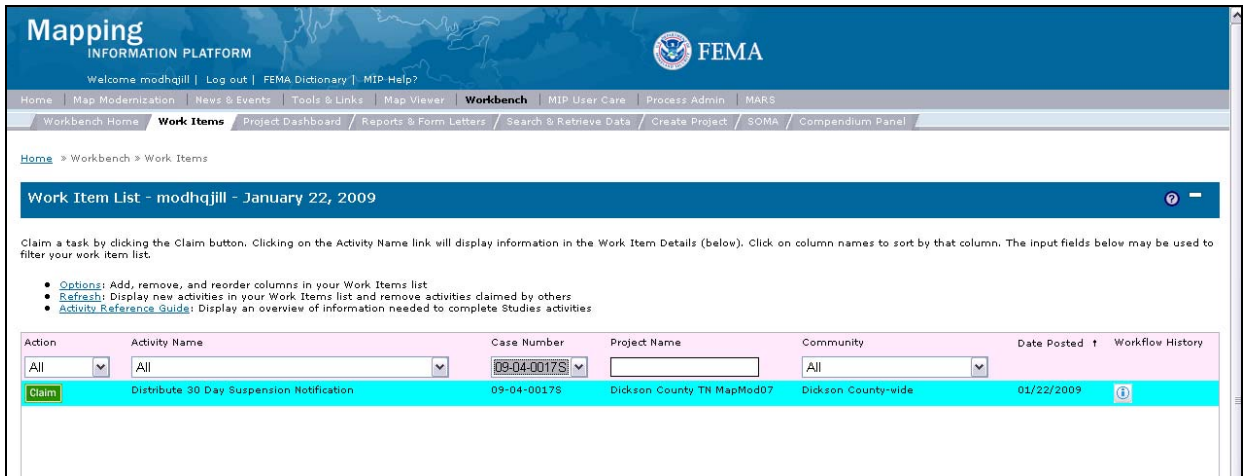 Mapping
INFORMATION PLATFORM
FEMA
Welcome modhqjill | Log out | FEMA Dictionary | MIP Help?
Home | Map Modernization | News & Events | Tools & Links | Map Viewer | Workbench | MIP User Care | Process Admin | MARS
Workbench Home / Work Items / Project Dashboard / Reports & Form Letters / Search & Retrieve Data / Create Project / SOMA / Compendium Panel
Home » Workbench » Work Items
Work Item List - modhqjill - January 22, 2009
Claim a task by clicking the Claim button. Clicking on the Activity Name link will display information in the Work Item Details (below). Click on column names to sort by that column. The input fields below may be used to
filter your work item list.
• Options: Add, remove, and reorder columns in your Work Items list
• Refresh: Display new activities in your Work Items list and remove activities claimed by others
• Activity Reference Guide: Display an overview of information needed to complete Studies activities
Action Activity Name Case Number Project Name Community Date Posted ↑ Workflow History
All All 09-04-0017S All
Claim Distribute 30 Day Suspension Notification 09-04-0017S Dickson County TN MapMod07 Dickson County-wide 01/22/2009